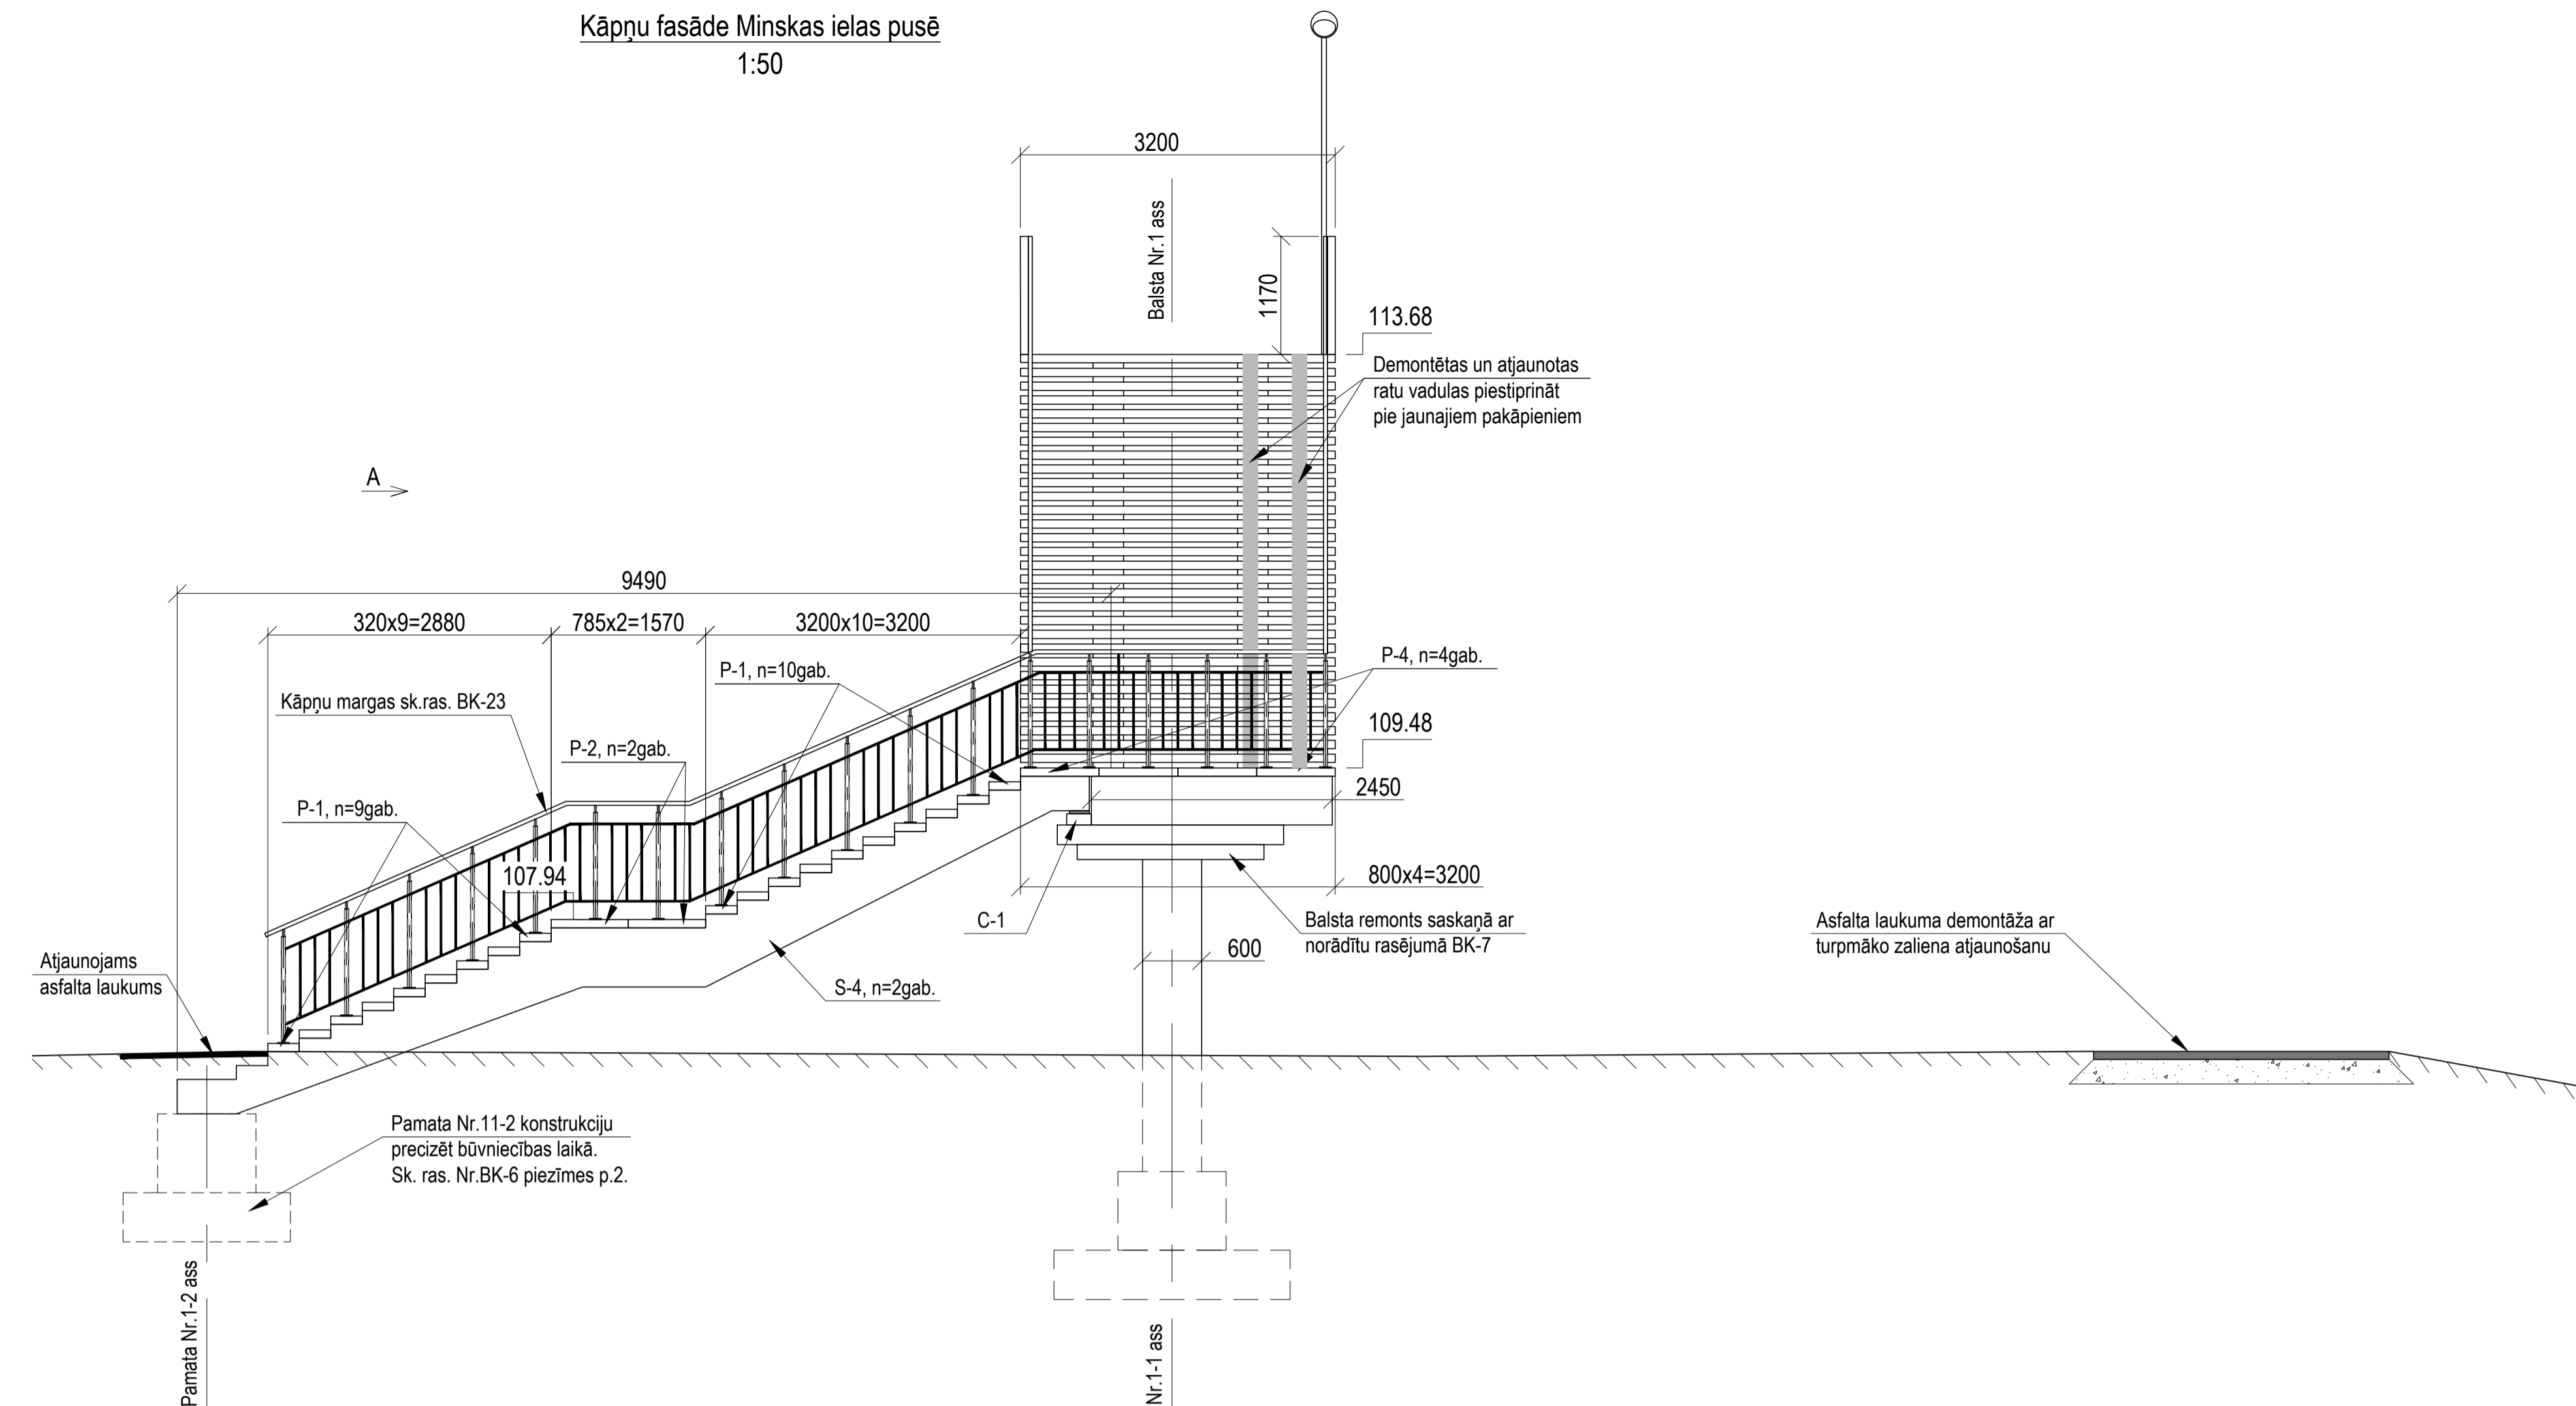 Kāpņu fasāde Minskas ielas pusē
1:50
3200
Balsta Nr.1 ass
1170
113.68
Demontētas un atjaunotas
ratu vadulas piestiprināt
pie jaunajiem pakāpieniem
A
9490
320x9=2880
785x2=1570
3200x10=3200
P-1, n=10gab.
P-4, n=4gab.
Kāpņu margas sk.ras. BK-23
P-2, n=2gab.
109.48
P-1, n=9gab.
2450
107.94
800x4=3200
C-1
Balsta remonts saskaņā ar
norādītu rasējumā BK-7
Asfalta laukuma demontāža ar
turpmāko zaliena atjaunošanu
600
Atjaunojams
asfalta laukums
S-4, n=2gab.
Pamata Nr.11-2 konstrukciju
precizēt būvniecības laikā.
Sk. ras. Nr.BK-6 piezīmes p.2.
Pamata Nr.1-2 ass
Nr.1-1 ass